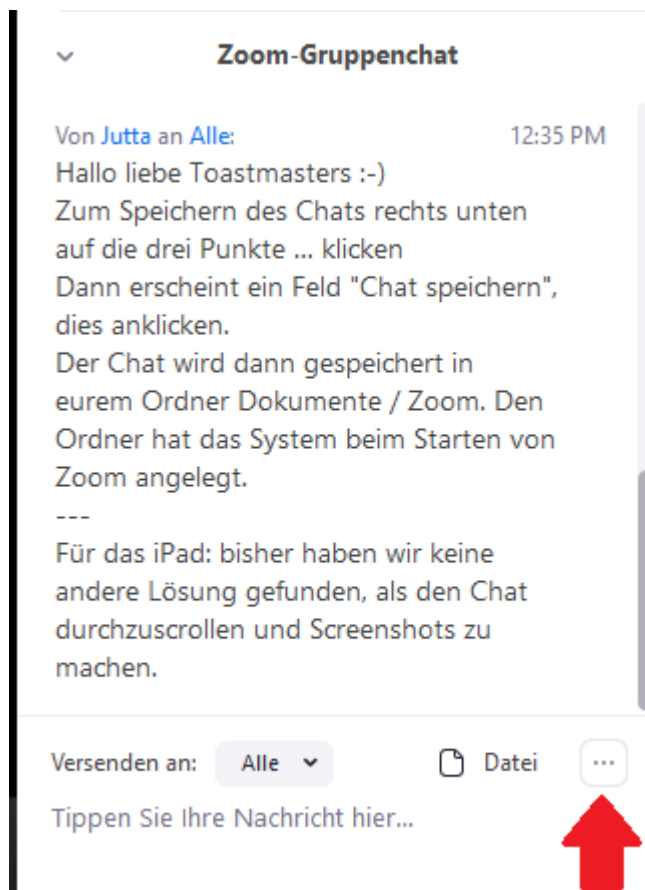 Zoom-Gruppenchat
Von Jutta an Alle: 12:35 PM
Hallo liebe Toastmasters :-)
Zum Speichern des Chats rechts unten
auf die drei Punkte ... klicken
Dann erscheint ein Feld "Chat speichern",
dies anklicken.
Der Chat wird dann gespeichert in
eurem Ordner Dokumente / Zoom. Den
Ordner hat das System beim Starten von
Zoom angelegt.
---
Für das iPad: bisher haben wir keine
andere Lösung gefunden, als den Chat
durchzuscrollen und Screenshots zu
machen.
Versenden an: Alle Datei ...
Tippen Sie Ihre Nachricht hier...